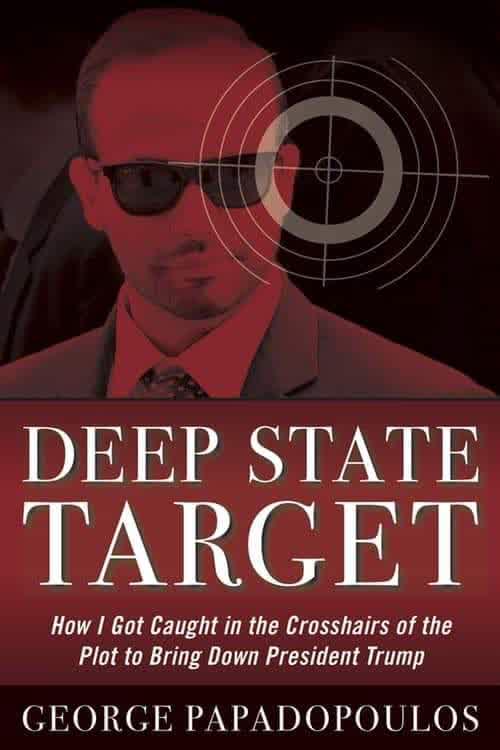 DEEP STATE
TARGET
How I Got Caught in the Crosshairs of the
Plot to Bring Down President Trump
GEORGE PAPADOPOULOS